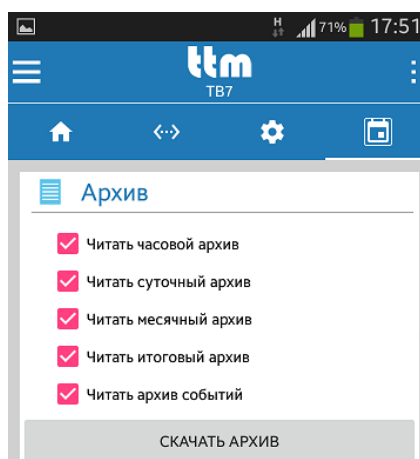 H 71% 17:51
ttm
ТВ7
Архив
Читать часовой архив
Читать суточный архив
Читать месячный архив
Читать итоговый архив
Читать архив событий
СКАЧАТЬ АРХИВ